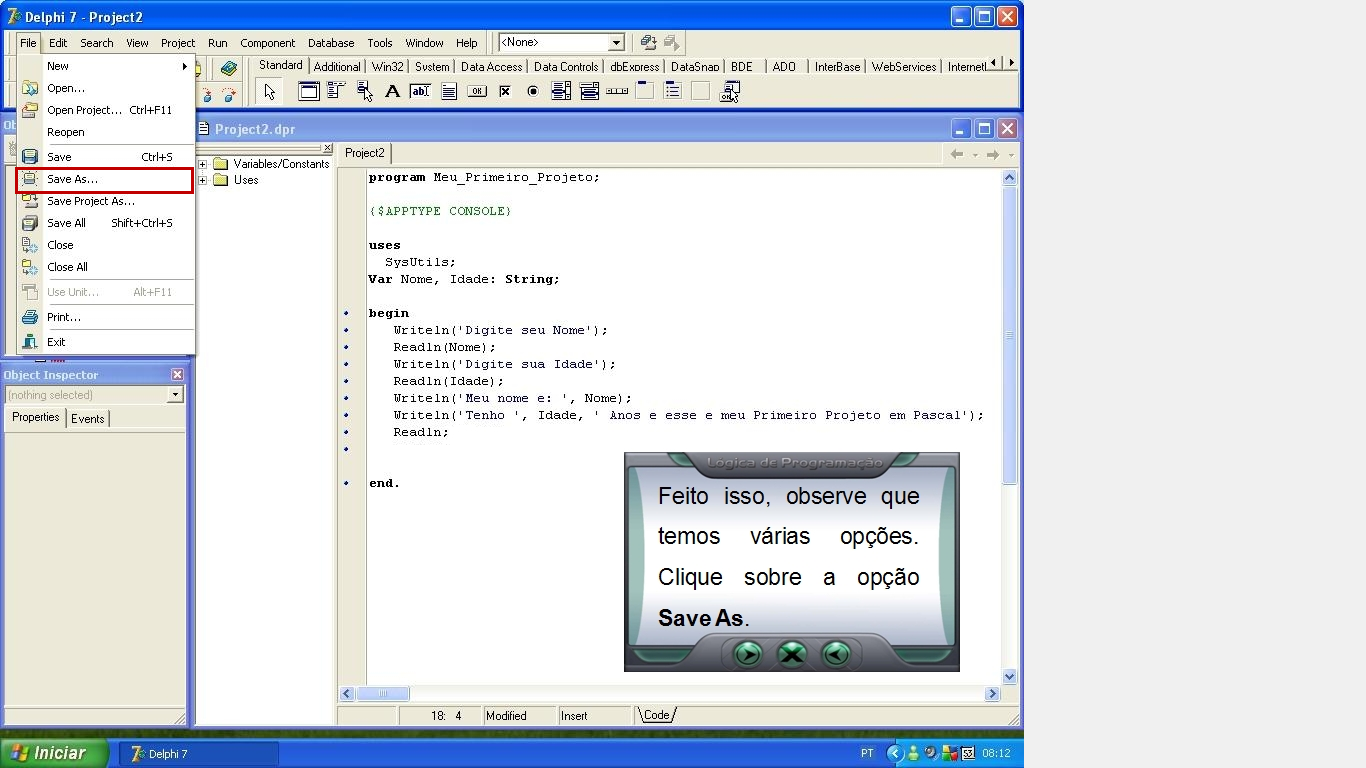 Delphi 7 - Project2
File Edit Search View Project Run Component Database Tools Window Help <None>
New
Open...
Open Project... Ctrl+F11
Reopen
Save Ctrl+S
Save As...
Save Project As...
Save All Shift+Ctrl+S
Close
Close All
Use Unit... Alt+F11
Print...
Exit
Standard Additional Win32 System Data Access Data Controls dbExpress DataSnap BDE ADO InterBase WebServices Internet
Ob
Project2.dpr
Variables/Constants
Uses
Project2
program Meu_Primeiro_Projeto;
{$APPTYPE CONSOLE}
uses
SysUtils;
Var Nome, Idade: String;
begin
Writeln('Digite seu Nome');
Readln(Nome);
Writeln('Digite sua Idade');
Readln(Idade);
Writeln('Meu nome e: ', Nome);
Writeln('Tenho ', Idade, ' Anos e esse e meu Primeiro Projeto em Pascal');
Readln;
end.
Object Inspector
(nothing selected)
Properties Events
Lógica de Programação
Feito isso, observe que
temos várias opções.
Clique sobre a opção
Save As.
18: 4 Modified Insert Code
Iniciar Delphi 7 PT 08:12